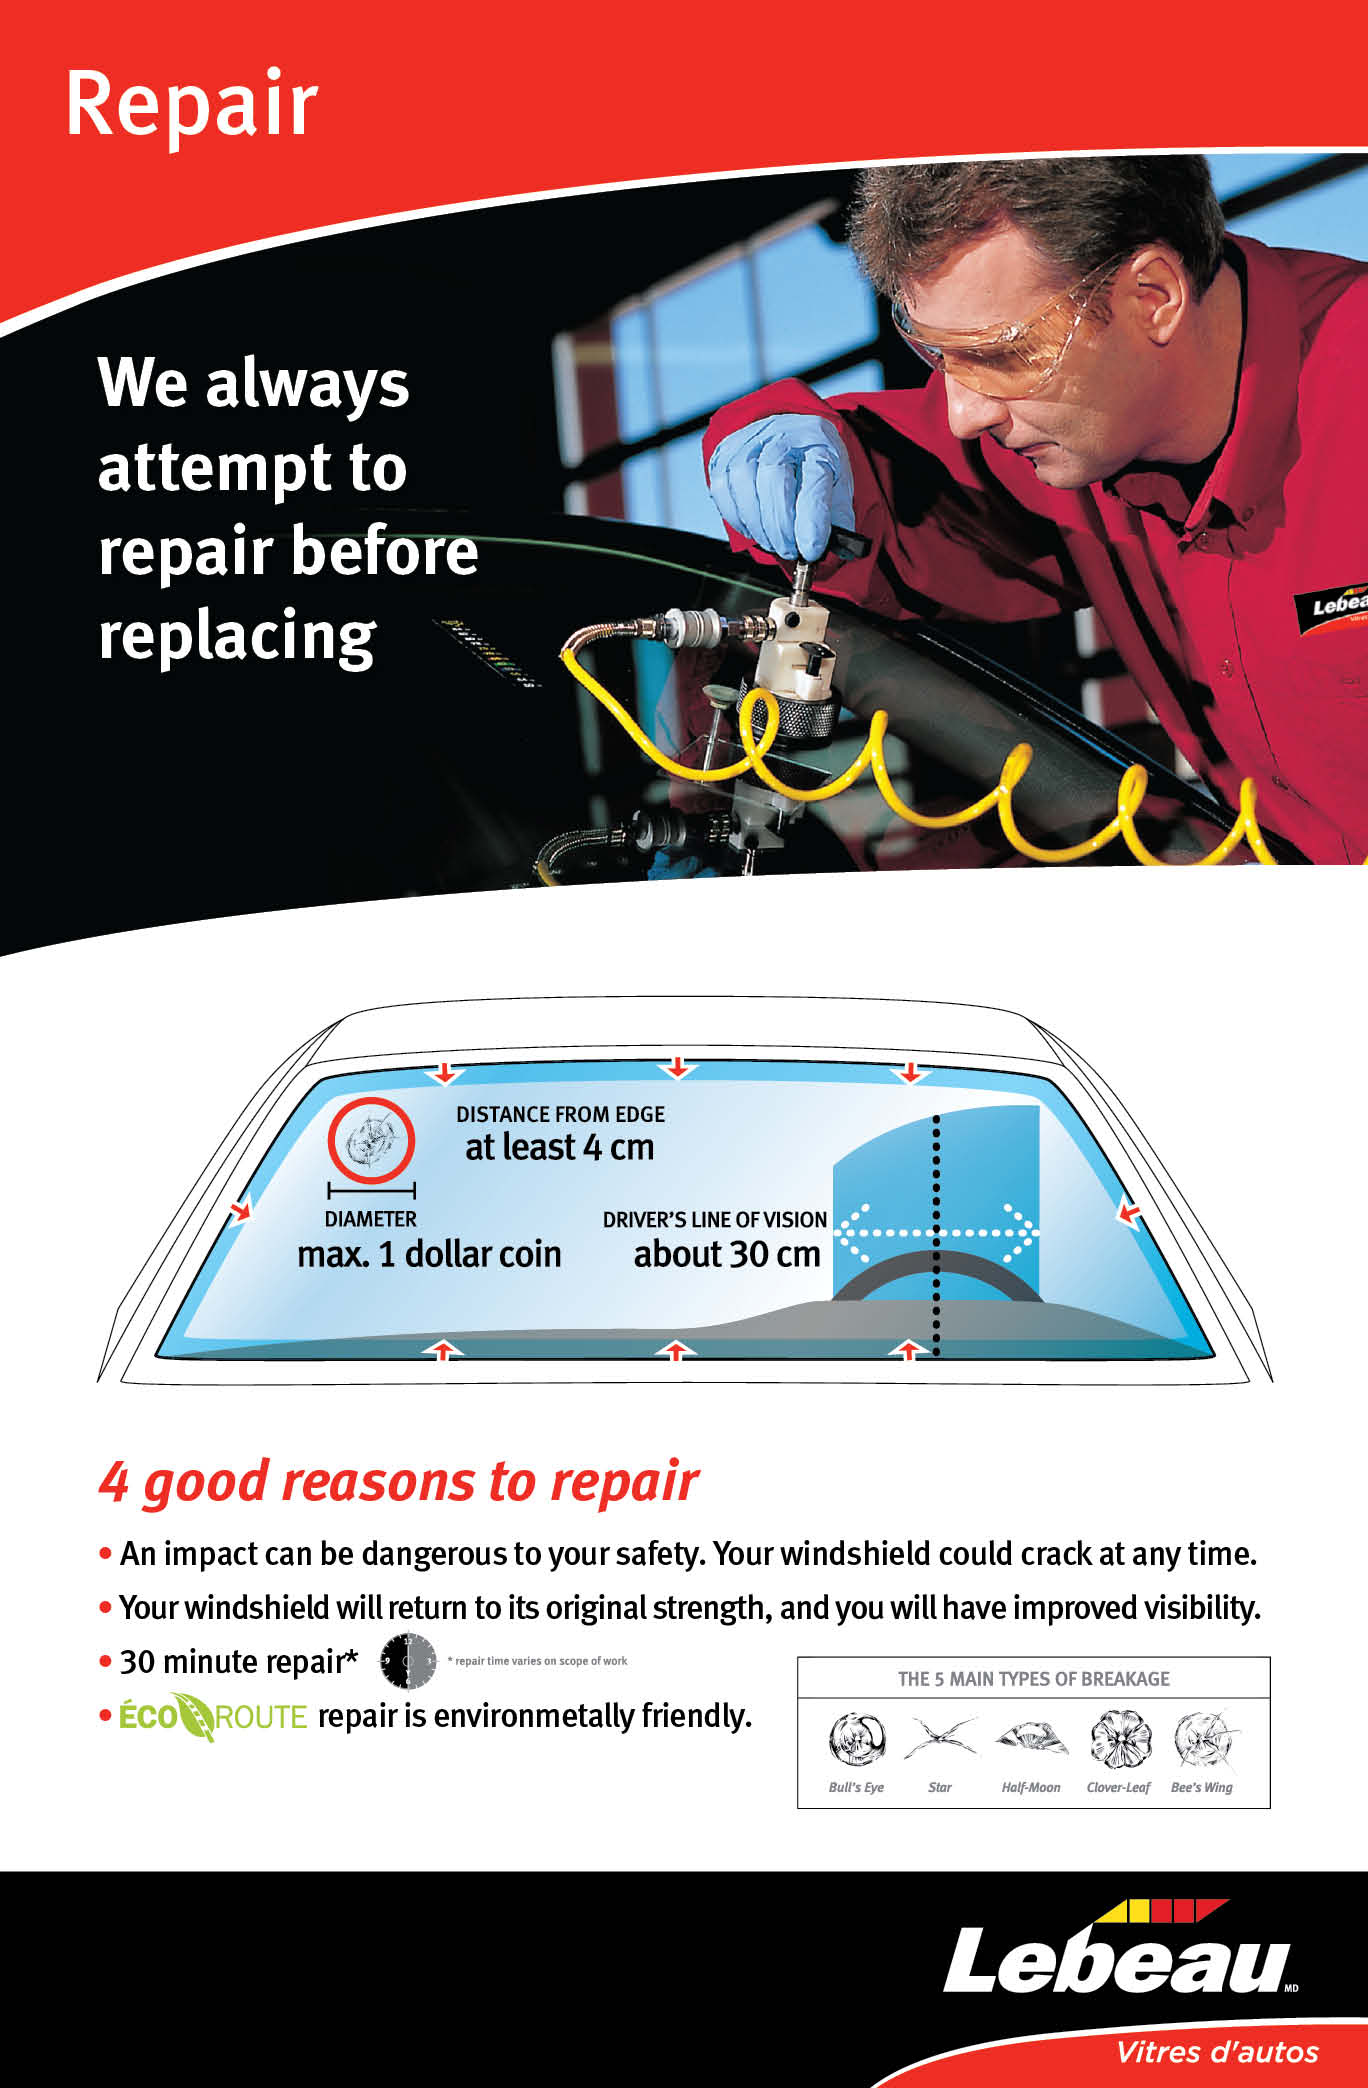 Repair
We always
attempt to
repair before
replacing
Lebea
DISTANCE FROM EDGE
at least 4 cm
DIAMETER
max. 1 dollar coin
DRIVER'S LINE OF VISION
about 30 cm
4 good reasons to repair
• An impact can be dangerous to your safety. Your windshield could crack at any time.
• Your windshield will return to its original strength, and you will have improved visibility.
• 30 minute repair*
12
9 3
6
* repair time varies on scope of work
• ÉCO ROUTE repair is environmetally friendly.
THE 5 MAIN TYPES OF BREAKAGE
Bull's Eye Star Half-Moon Clover-Leaf Bee's Wing
Lebeau MD
Vitres d'autos